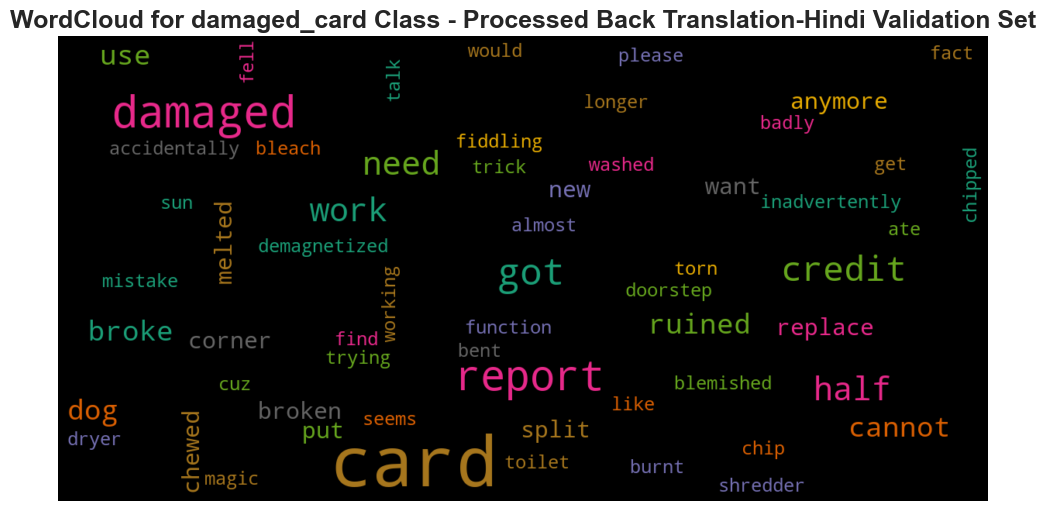 WordCloud for damaged_card Class - Processed Back Translation-Hindi Validation Set
use
fell
talk
would
please
fact
damaged
longer
anymore
badly
accidentally
bleach
fiddling
need
trick
washed
get
chipped
new
want
sun
melted
work
almost
inadvertently
ate
demagnetized
mistake
working
got
torn
doorstep
credit
broke
corner
find
trying
function
bent
ruined
replace
cuz
report
blemished
half
dog
dryer
chewed
broken
put
seems
like
split
cannot
magic
card
toilet
burnt
chip
shredder